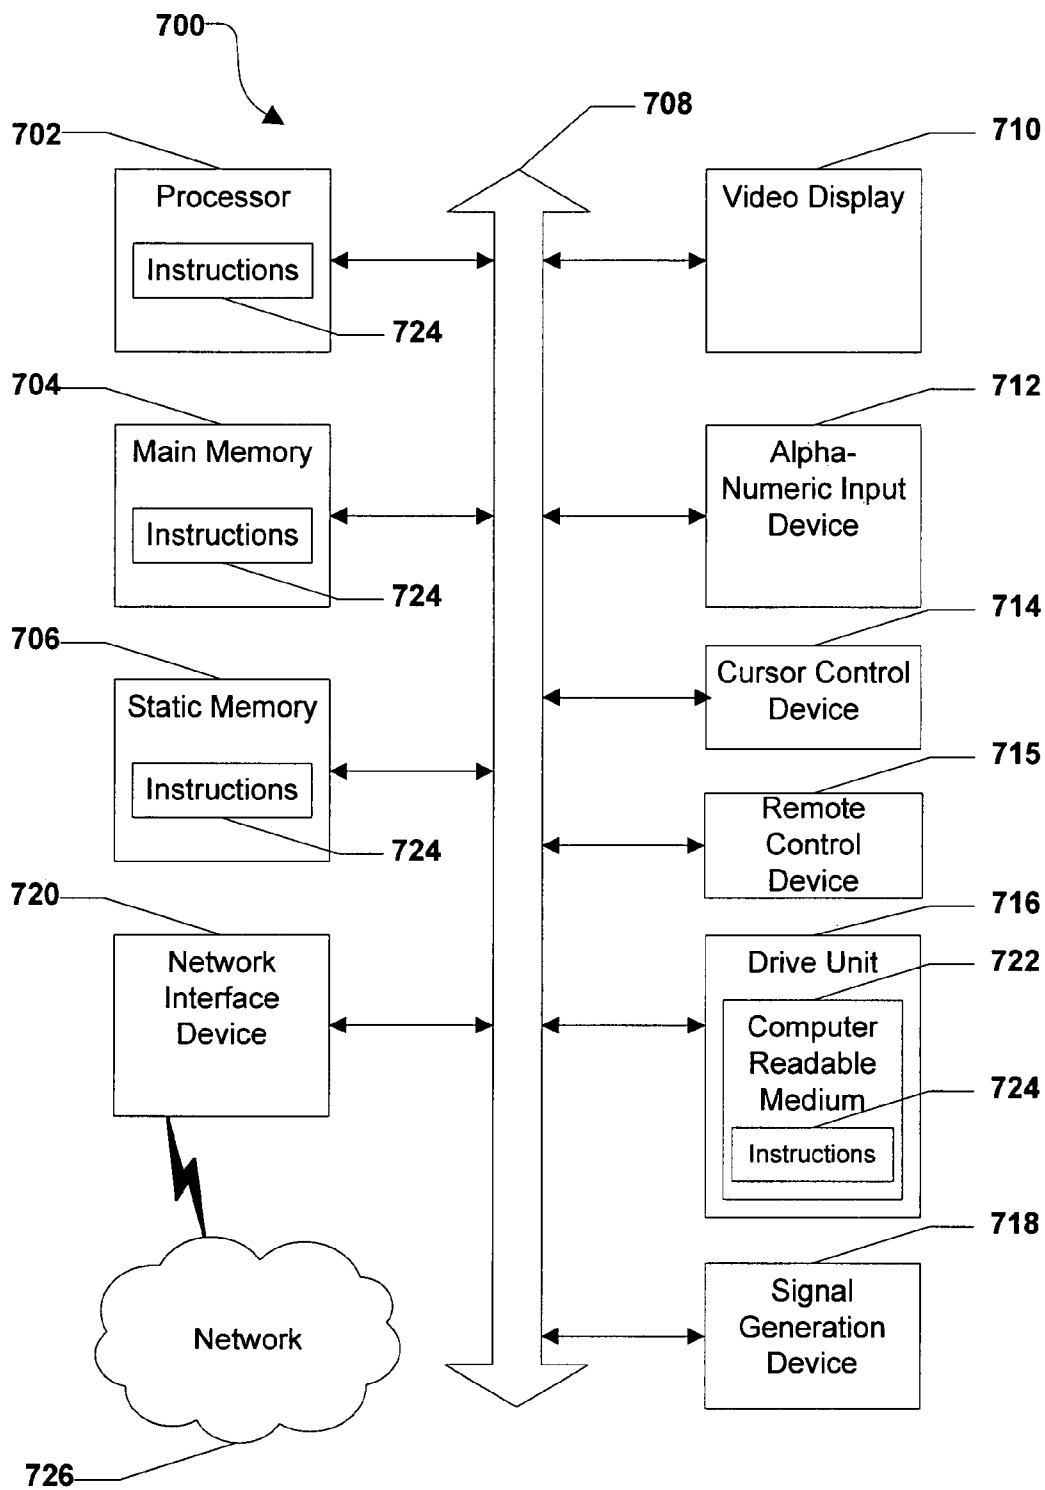 700
708
702
710
Processor
Instructions
724
Video Display
704
712
Main Memory
Instructions
724
Alpha-
Numeric Input
Device
706
714
Static Memory
Instructions
724
Cursor Control
Device
715
Remote
Control
Device
720
716
Network
Interface
Device
Drive Unit
722
Computer
Readable
Medium
724
Instructions
718
Signal
Generation
Device
Network
726